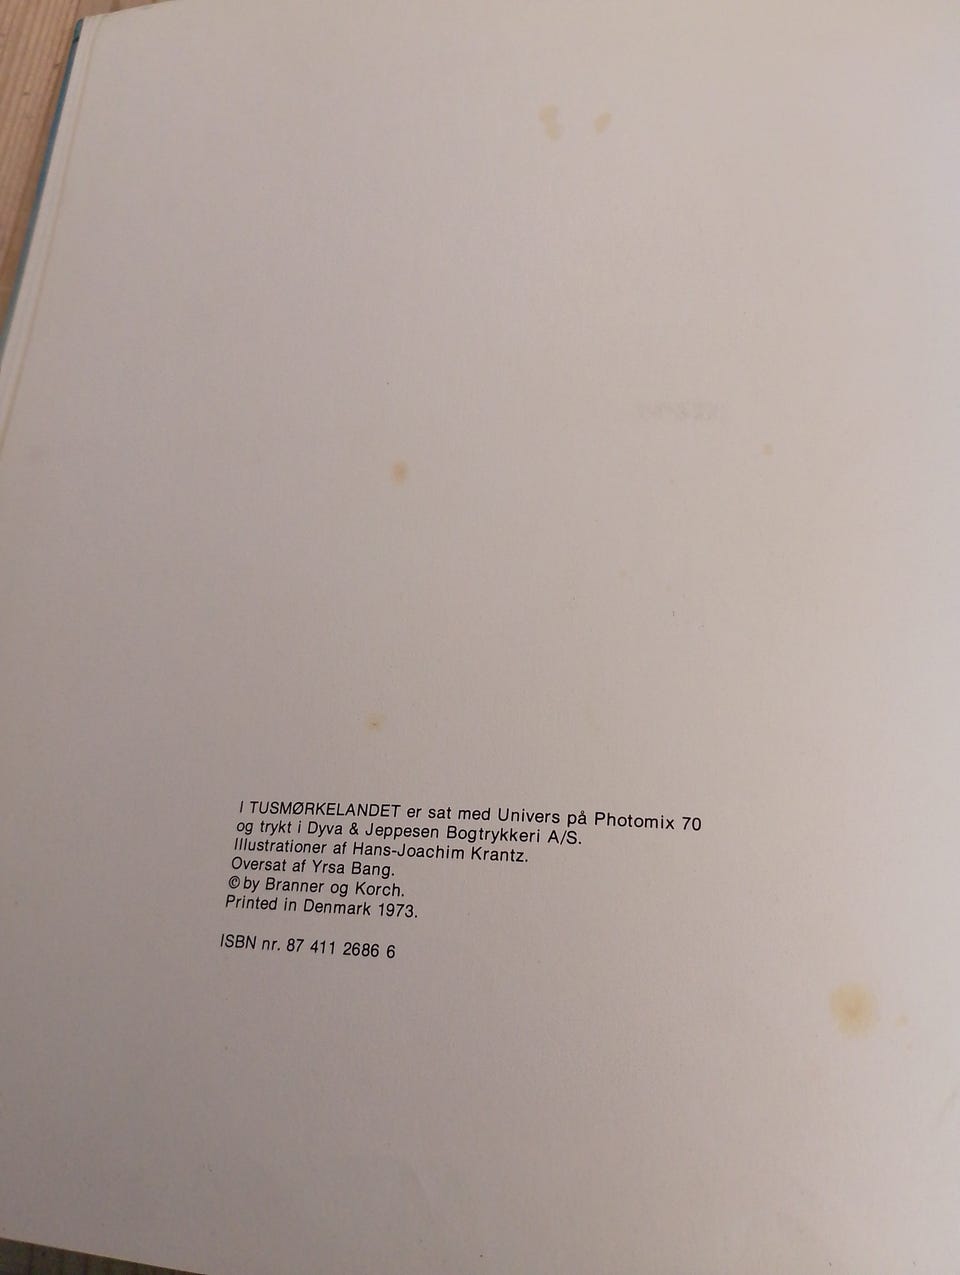 I TUSMØRKELANDET er sat med Univers på Photomix 70
og trykt i Dyva & Jeppesen Bogtrykkeri A/S.
Illustrationer af Hans-Joachim Krantz.
Oversat af Yrsa Bang.
© by Branner og Korch.
Printed in Denmark 1973.
ISBN nr. 87 411 2686 6